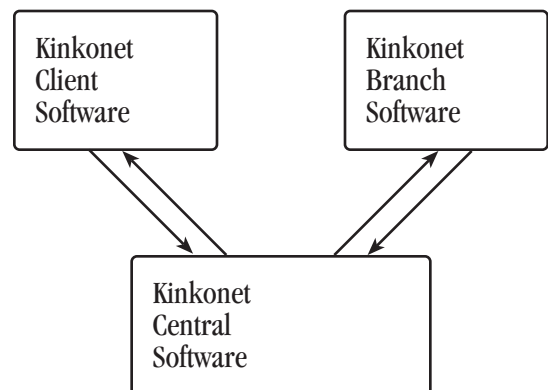 Kinkonet
Client
Software
Kinkonet
Branch
Software
Kinkonet
Central
Software